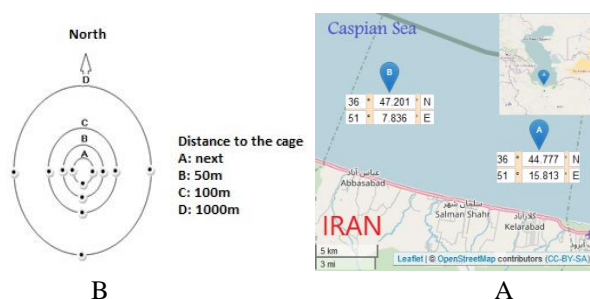 North
D
C
B
A
Distance to the cage
A: next
B: 50m
C: 100m
D: 1000m
B
Caspian Sea
B
36 ° 47.201 ' N
51 ° 7.836 ' E
A
36 ° 44.777 ' N
51 ° 15.813 ' E
عباس آباد
Abbasabad
سلمان شهر
Salman Shahr
کلارآباد
Kelarabad
IRAN
5 km
3 mi
Leaflet | © OpenStreetMap contributors (CC-BY-SA)
A